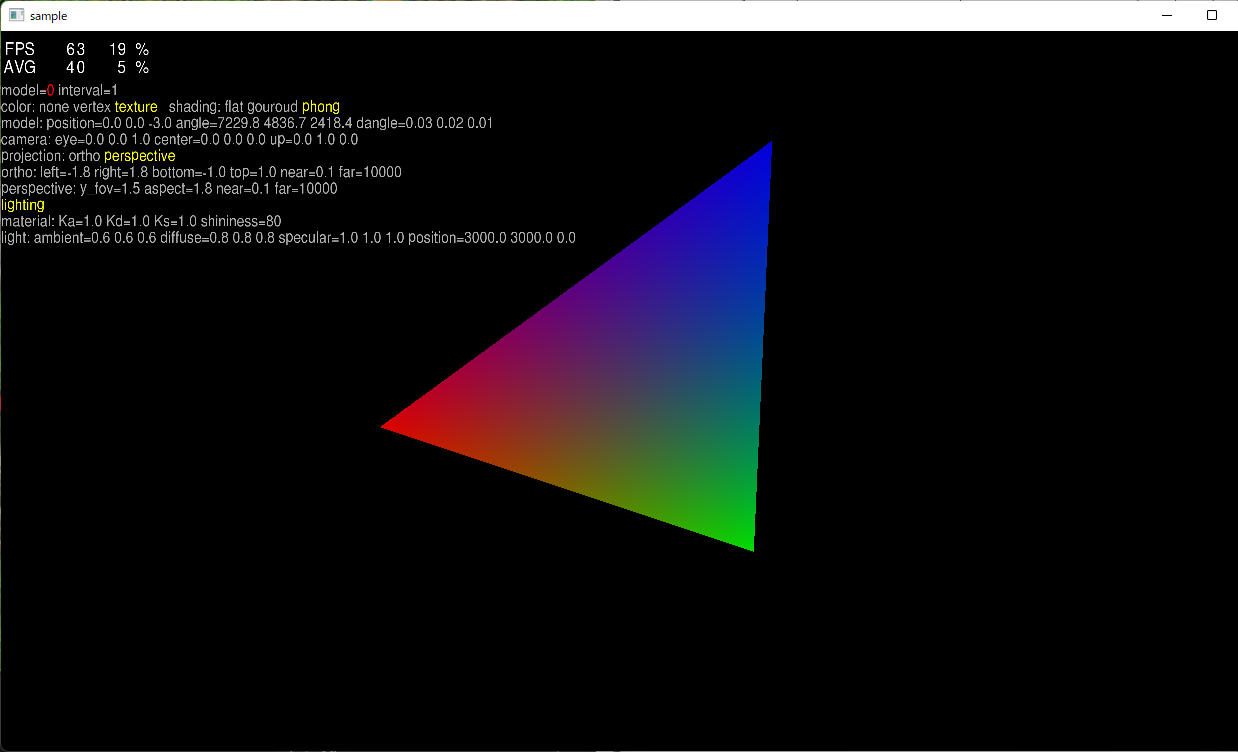 sample
FPS 63 19 %
AVG 40 5 %
model=0 interval=1
color: none vertex texture shading: flat gouroud phong
model: position=0.0 0.0 -3.0 angle=7229.8 4836.7 2418.4 dangle=0.03 0.02 0.01
camera: eye=0.0 0.0 1.0 center=0.0 0.0 0.0 up=0.0 1.0 0.0
projection: ortho perspective
ortho: left=-1.8 right=1.8 bottom=-1.0 top=1.0 near=0.1 far=10000
perspective: y_fov=1.5 aspect=1.8 near=0.1 far=10000
lighting
material: Ka=1.0 Kd=1.0 Ks=1.0 shininess=80
light: ambient=0.6 0.6 0.6 diffuse=0.8 0.8 0.8 specular=1.0 1.0 1.0 position=3000.0 3000.0 0.0